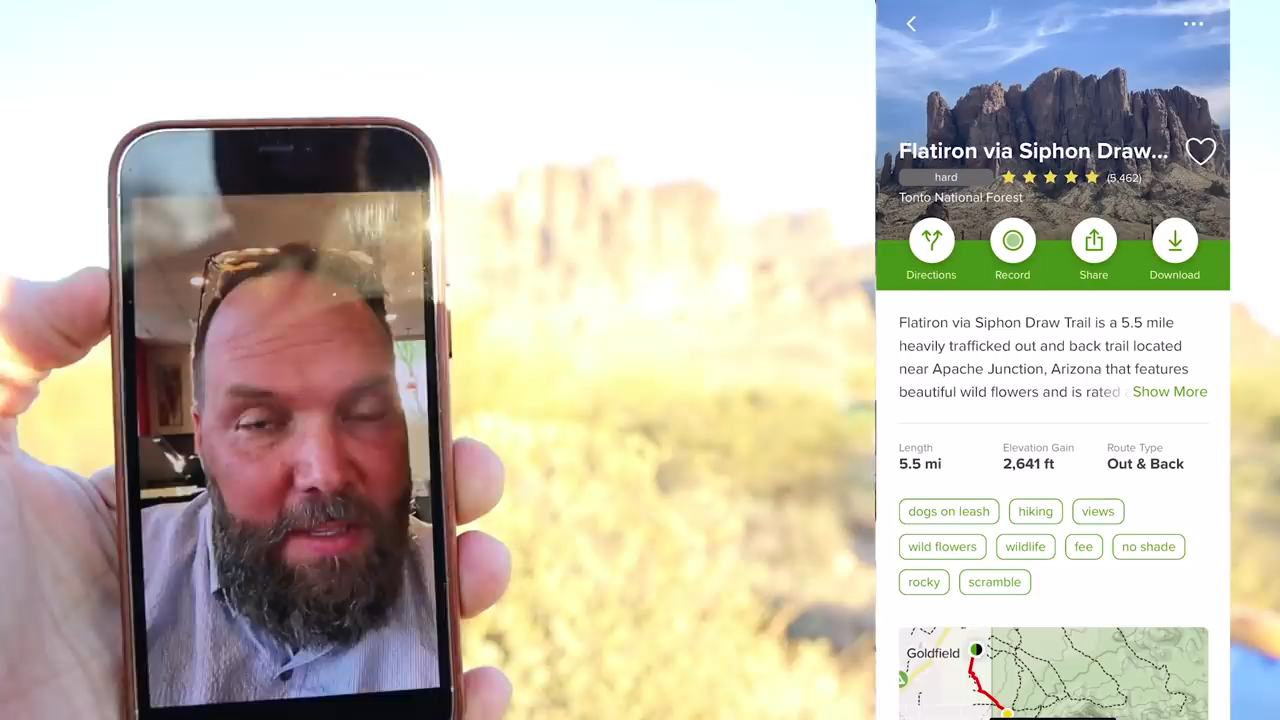 Flatiron via Siphon Draw...
hard
(5,462)
Tonto National Forest
Directions
Record
Share
Download
Flatiron via Siphon Draw Trail is a 5.5 mile
heavily trafficked out and back trail located
near Apache Junction, Arizona that features
beautiful wild flowers and is rated Show More
Length
Elevation Gain
Route Type
5.5 mi
2,641 ft
Out & Back
dogs on leash
hiking
views
wild flowers
wildlife
fee
no shade
rocky
scramble
Goldfield